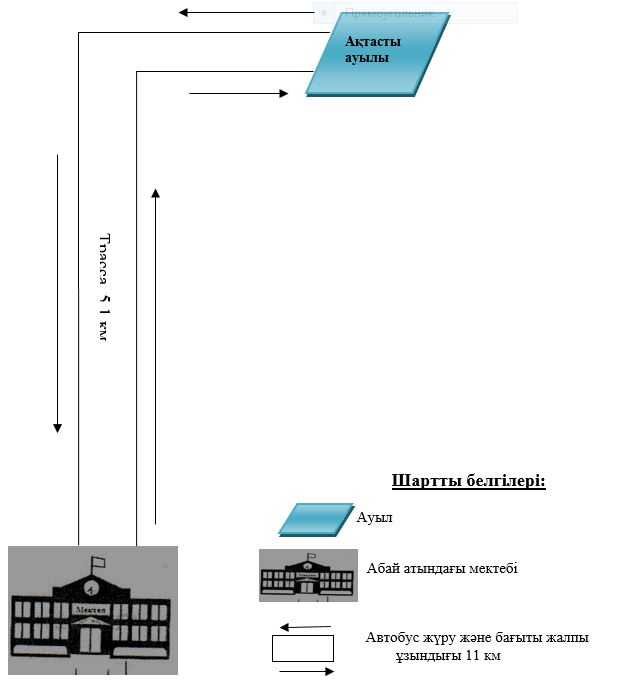 Прямоугольник
Ақтасты
ауылы
Трасса 5,1 км
Шартты белгілері:
Ауыл
Мектеп
Абай атындағы мектебі
Мектеп
Автобус жүру және бағыты жалпы
ұзындығы 11 км